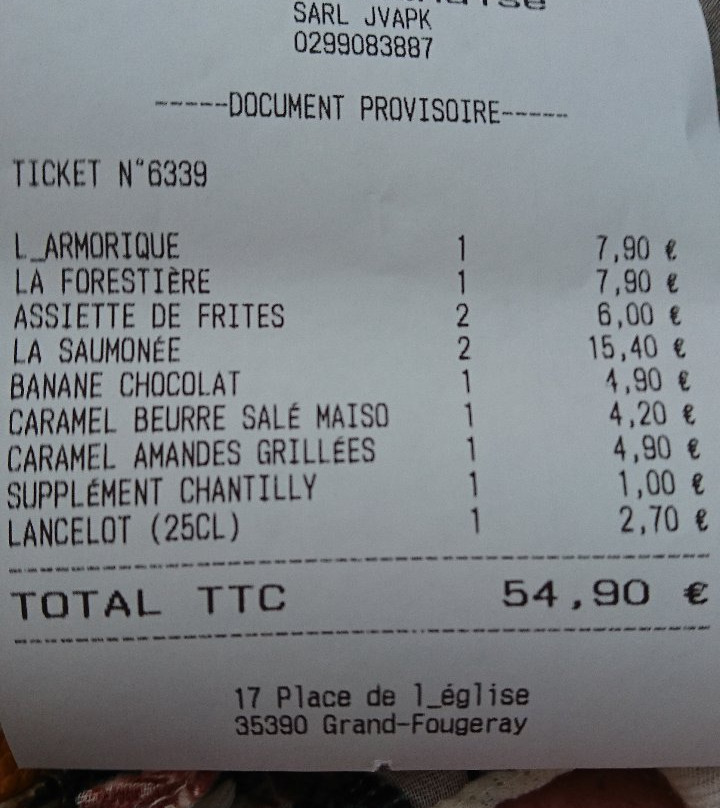 SARL JVAPK
0299083887
-----DOCUMENT PROVISOIRE-----
TICKET N°6339
L_ARMORIQUE 1 7,90 €
LA FORESTIÈRE 1 7,90 €
ASSIETTE DE FRITES 2 6,00 €
LA SAUMONÉE 2 15,40 €
BANANE CHOCOLAT 1 4,90 €
CARAMEL BEURRE SALÉ MAISO 1 4,20 €
CARAMEL AMANDES GRILLÉES 1 4,90 €
SUPPLÉMENT CHANTILLY 1 1,00 €
LANCELOT (25CL) 1 2,70 €
TOTAL TTC 54,90 €
17 Place de l_église
35390 Grand-Fougeray